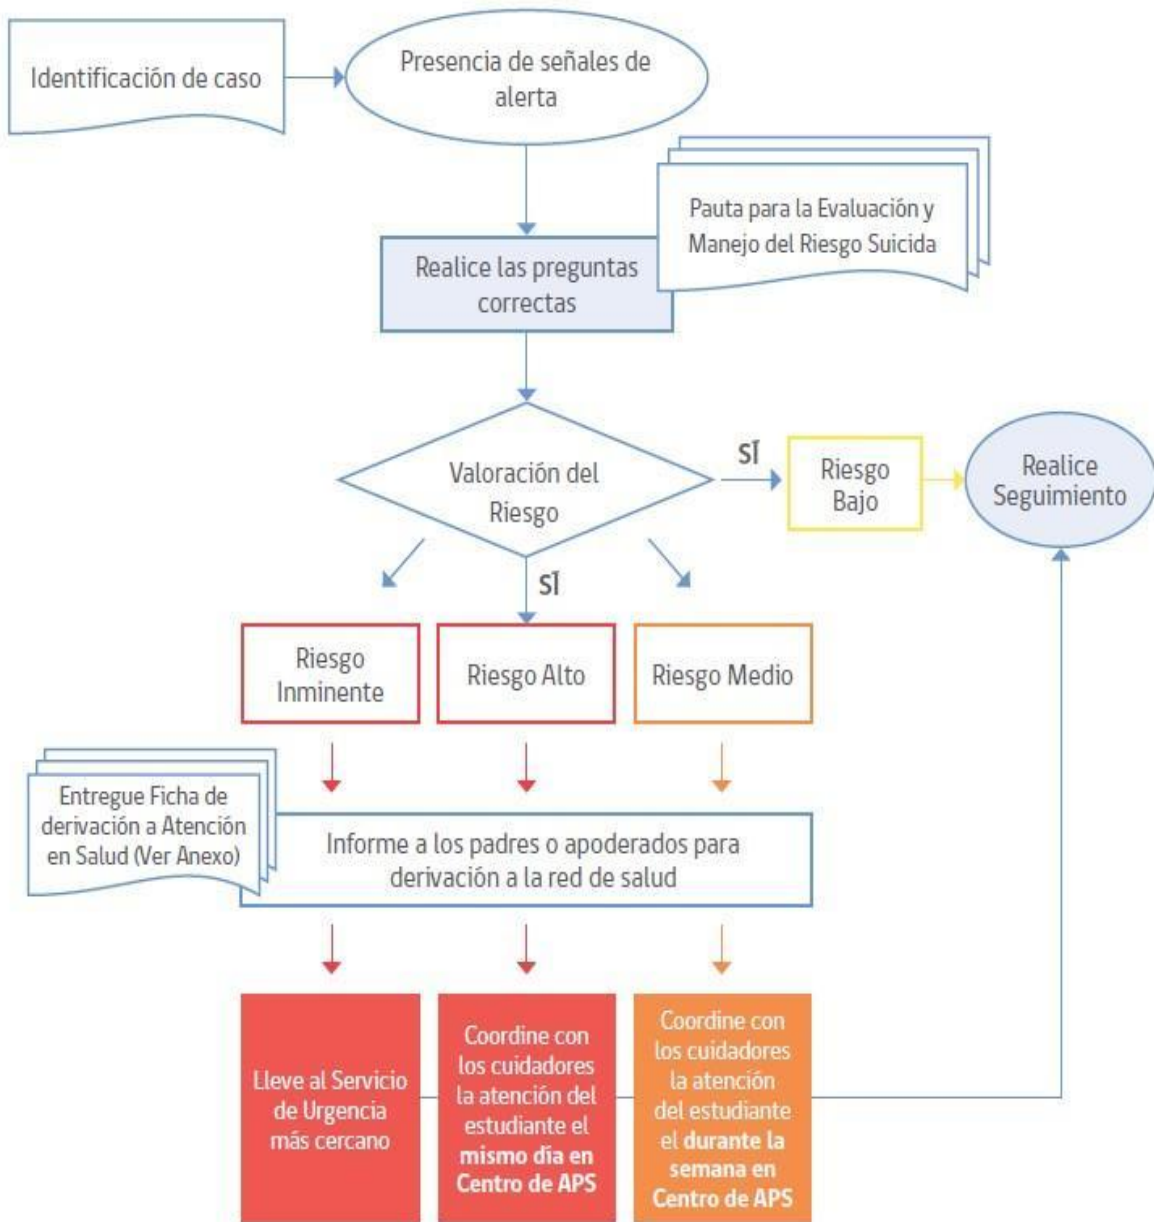 Identificación de caso
Presencia de señales de
alerta
Pauta para la Evaluación y
Manejo del Riesgo Suicida
Realice las preguntas
correctas
Valoración del
Riesgo
SÍ
Riesgo
Bajo
Realice
Seguimiento
SÍ
Riesgo
Inminente
Riesgo Alto
Riesgo Medio
Entregue Ficha de
derivación a Atención
en Salud (Ver Anexo)
Informe a los padres o apoderados para
derivación a la red de salud
Lleve al Servicio
de Urgencia
más cercano
Coordine con
los cuidadores
la atención del
estudiante el
mismo día en
Centro de APS
Coordine con
los cuidadores
la atención
del estudiante
el durante la
semana en
Centro de APS